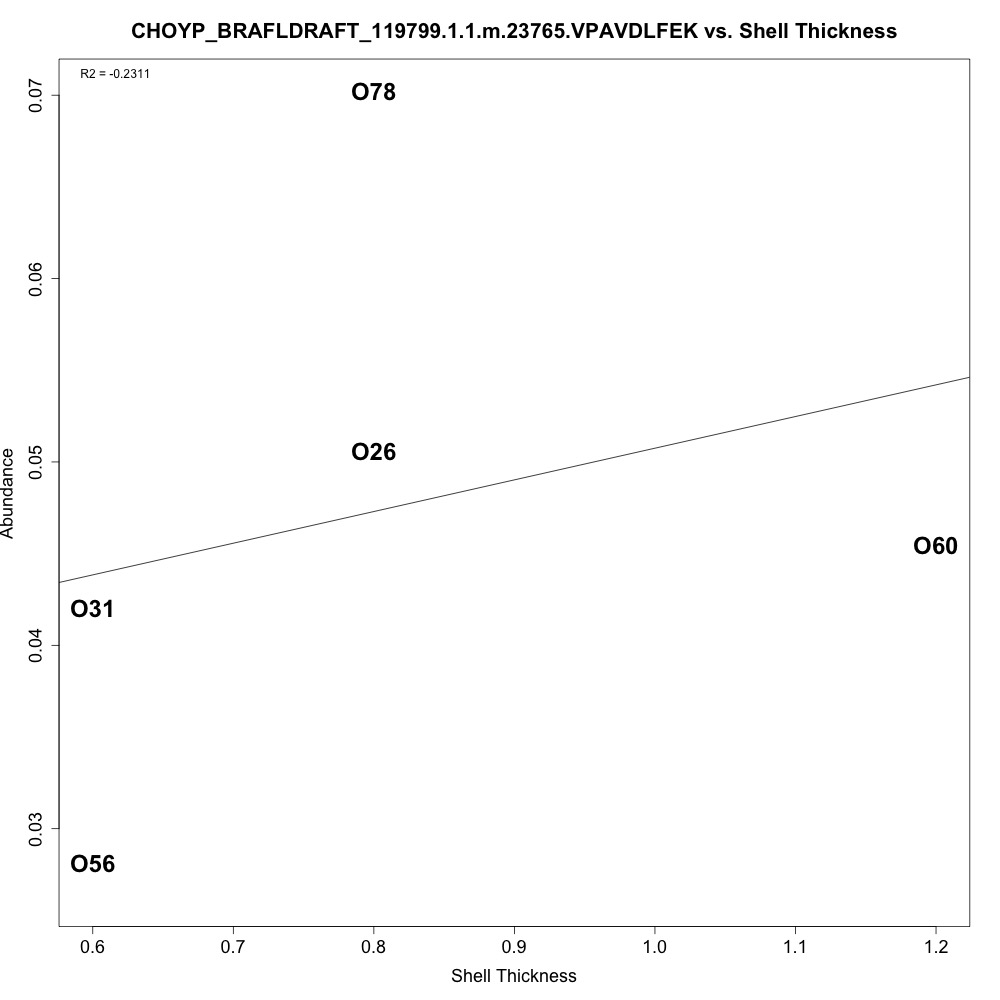 CHOYP_BRAFLDRAFT_119799.1.1.m.23765.VPAVDLFEK vs. Shell Thickness
R2 = -0.2311
O78
O26
O60
O31
O56
Abundance
0.07
0.06
0.05
0.04
0.03
0.6 0.7 0.8 0.9 1.0 1.1 1.2
Shell Thickness